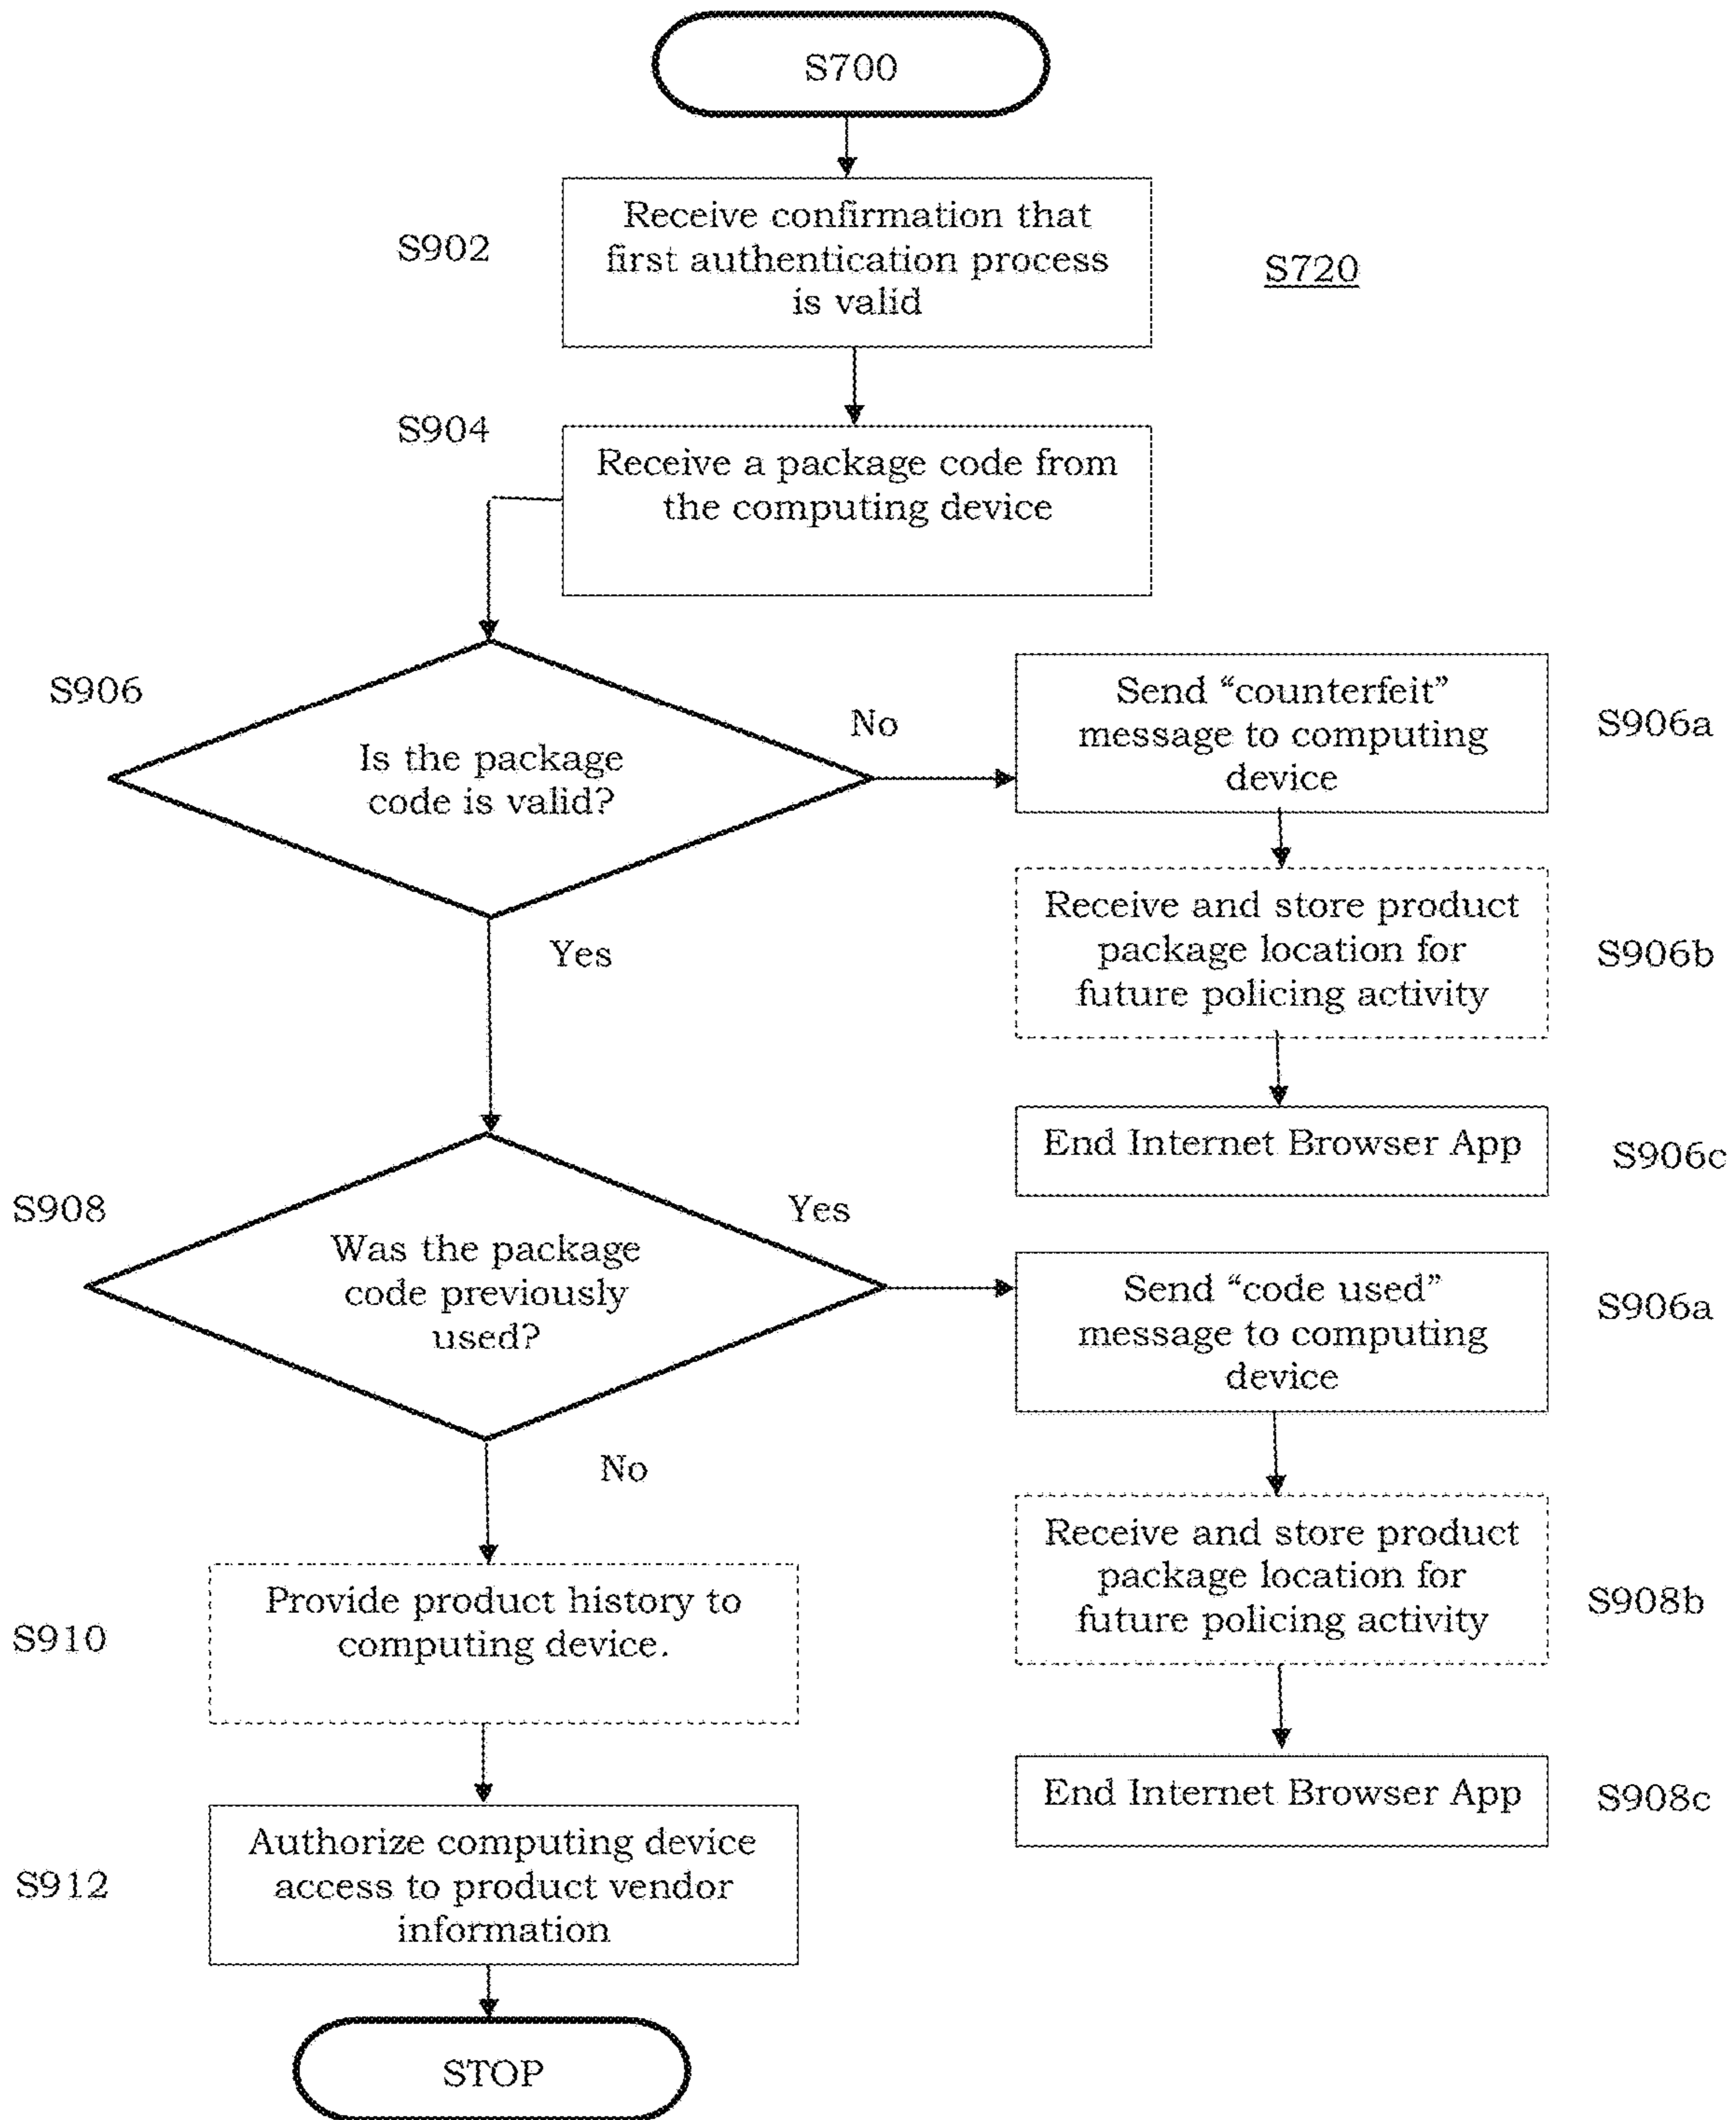 S700
S902
Receive confirmation that
first authentication process
is valid
S720
S904
Receive a package code from
the computing device
S906
Is the package
code is valid?
No
Yes
Send “counterfeit”
message to computing
device
S906a
Receive and store product
package location for
future policing activity
S906b
End Internet Browser App
S906c
S908
Was the package
code previously
used?
Yes
No
Send “code used”
message to computing
device
S906a
Receive and store product
package location for
future policing activity
S908b
End Internet Browser App
S908c
S910
Provide product history to
computing device.
S912
Authorize computing device
access to product vendor
information
STOP